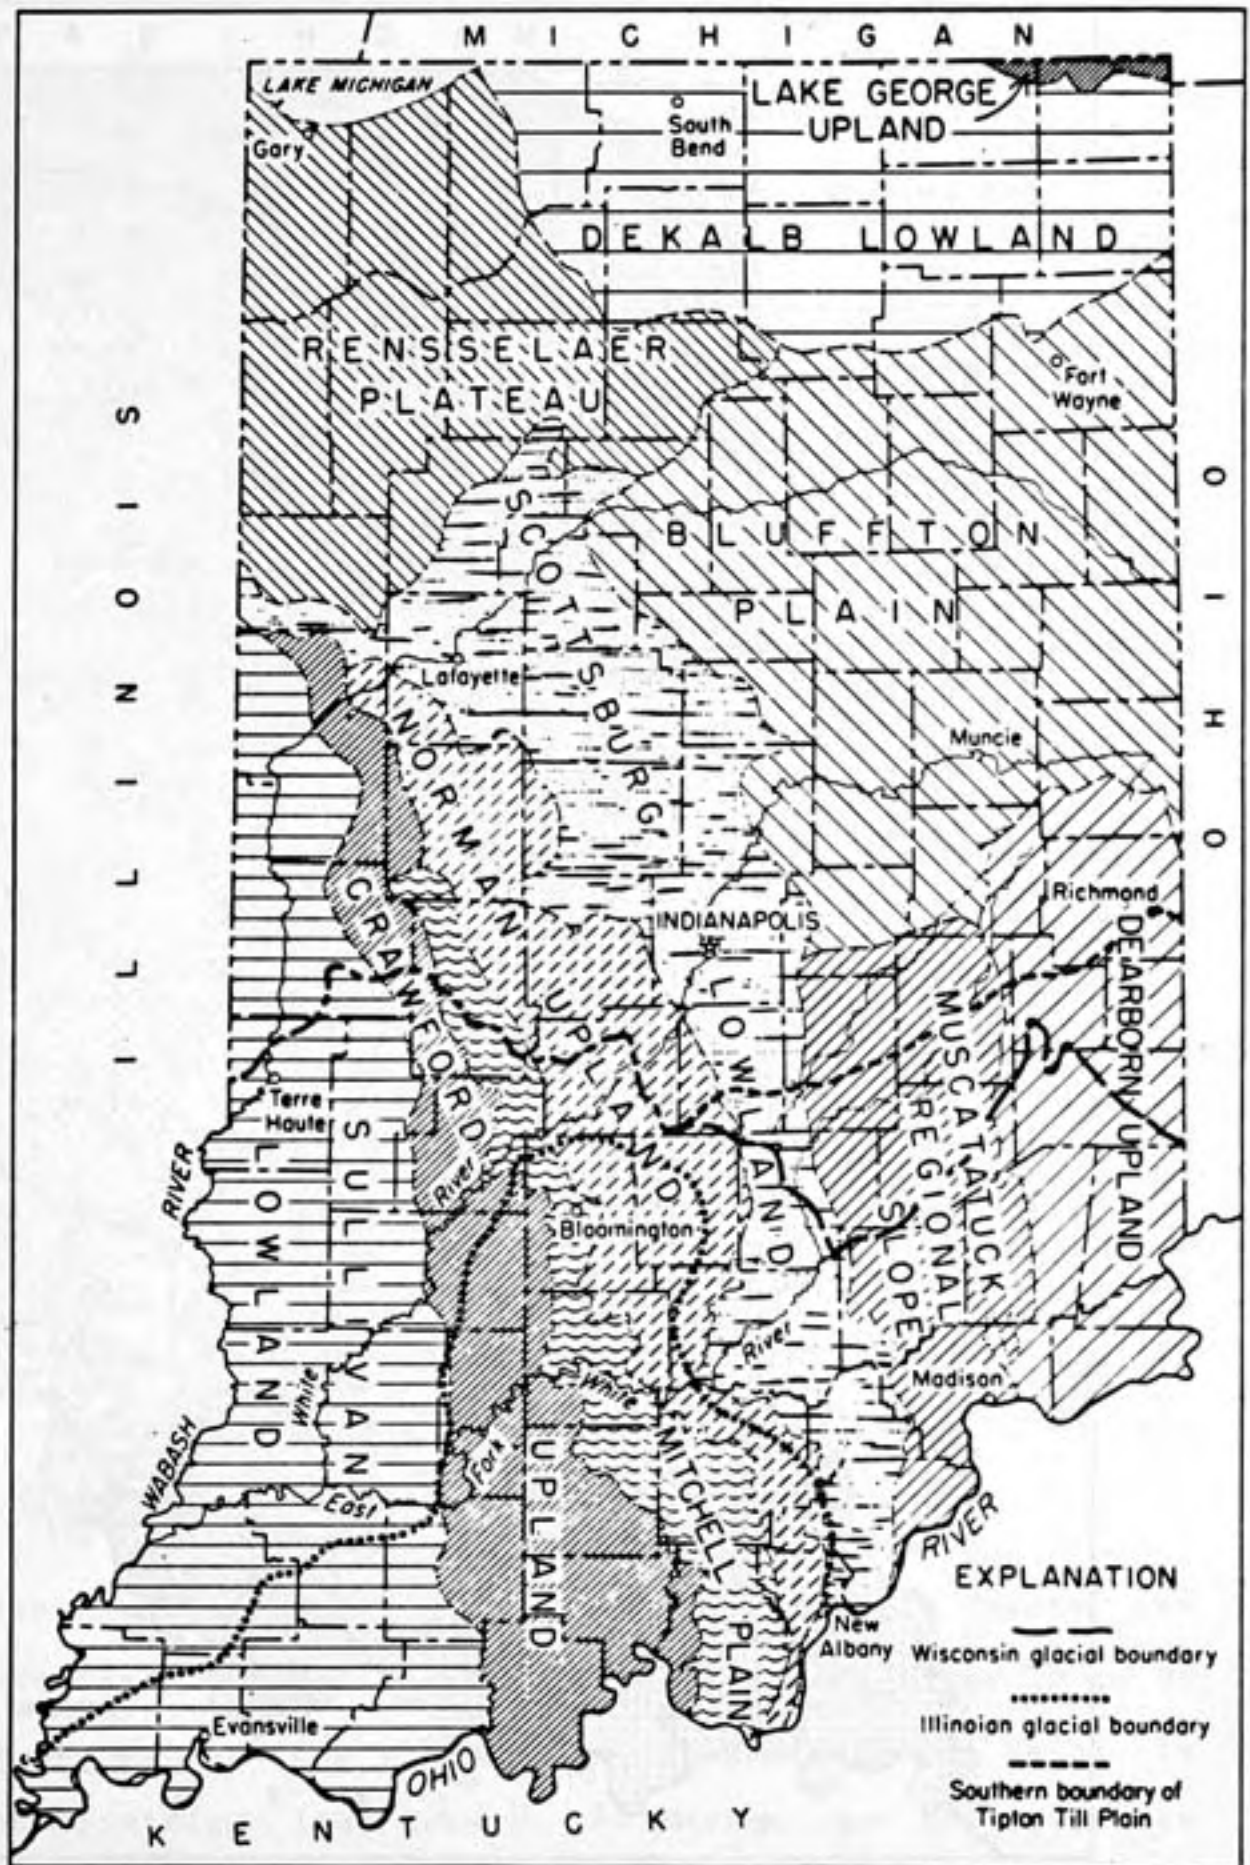 MICHIGAN
LAKE MICHIGAN
LAKE GEORGE
UPLAND
South
Bend
Gary
DEKALB LOWLAND
RENSSELAER
PLATEAU
Fort
Wayne
ILLINOIS
OHIO
BLUFFTON
PLAIN
SCOTTSBURG LOWLAND
Lafayette
NORMAN UPLAND
Muncie
Richmond
INDIANAPOLIS
DEARBORN UPLAND
CRAWFORD UPLAND
MUSCATATUCK
REGIONAL
SLOPE
Terre
Haute
SULLIVAN
LOWLAND
River
Bloomington
River
WABASH RIVER
White
White
Madison
East
Fork
MITCHELL PLAIN
OHIO RIVER
New
Albany
Evansville
KENTUCKY
EXPLANATION
Wisconsin glacial boundary
Illinoian glacial boundary
Southern boundary of
Tipton Till Plain